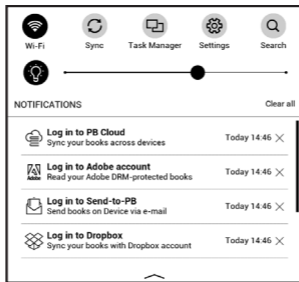 Wi-Fi Sync Task Manager Settings Search
NOTIFICATIONS Clear all
Log in to PB Cloud
Sync your books across devices
Today 14:46
Log in to Adobe account
Read your Adobe DRM-protected books
Today 14:46
Adobe
Log in to Send-to-PB
Send books on Device via e-mail
Today 14:46
Log in to Dropbox
Sync your books with Dropbox account
Today 14:46